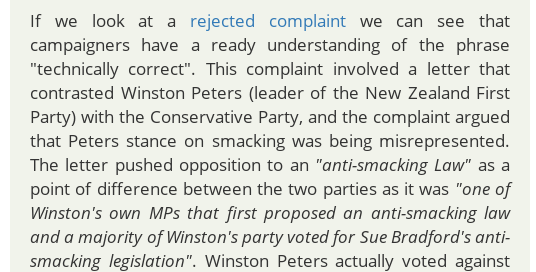 If we look at a rejected complaint we can see that
campaigners have a ready understanding of the phrase
"technically correct". This complaint involved a letter that
contrasted Winston Peters (leader of the New Zealand First
Party) with the Conservative Party, and the complaint argued
that Peters stance on smacking was being misrepresented.
The letter pushed opposition to an "anti-smacking Law" as a
point of difference between the two parties as it was "one of
Winston's own MPs that first proposed an anti-smacking law
and a majority of Winston's party voted for Sue Bradford's anti-
smacking legislation". Winston Peters actually voted against